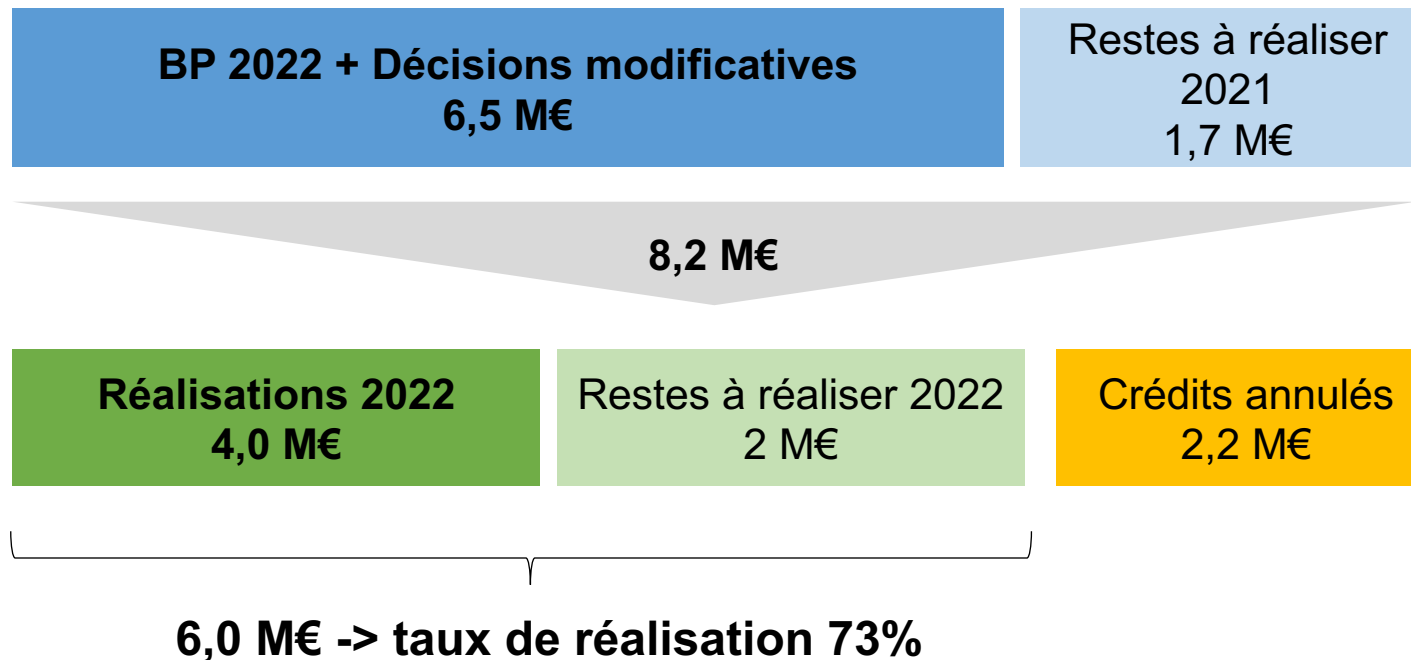 BP 2022 + Décisions modificatives
6,5 M€
Restes à réaliser
2021
1,7 M€
8,2 M€
Réalisations 2022
4,0 M€
Restes à réaliser 2022
2 M€
Crédits annulés
2,2 M€
6,0 M€ -> taux de réalisation 73%